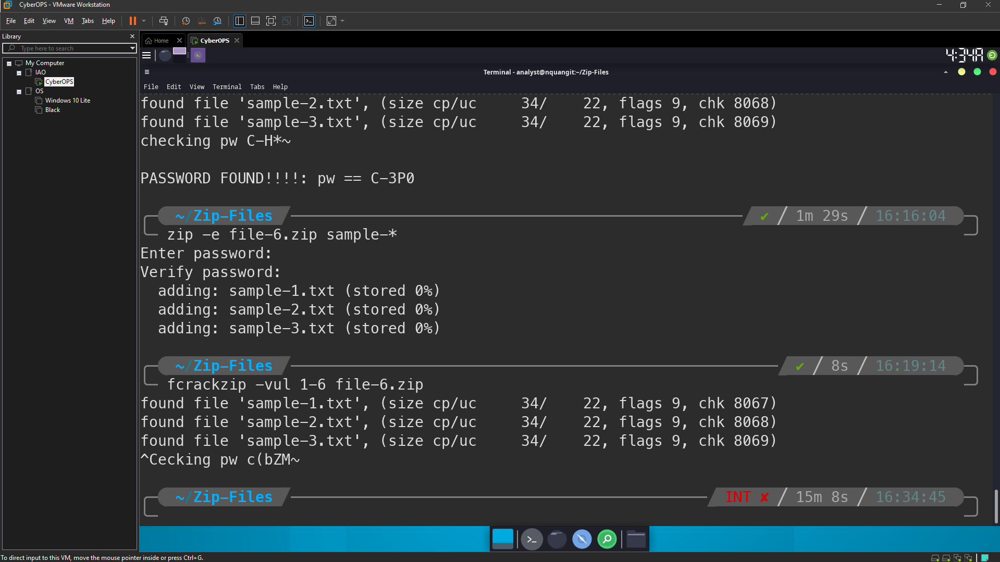 CyberOPS - VMware Workstation
File Edit View VM Tabs Help
Library
Type here to search
My Computer
IAO
CyberOPS
OS
Windows 10 Lite
Black
Home CyberOPS
4:34A
Terminal - analyst@nquangit:~/Zip-Files
File Edit View Terminal Tabs Help
found file 'sample-2.txt', (size cp/uc     34/    22, flags 9, chk 8068)
found file 'sample-3.txt', (size cp/uc     34/    22, flags 9, chk 8069)
checking pw C-H*~
PASSWORD FOUND!!!!: pw == C-3P0
~/Zip-Files ✔ / 1m 29s / 16:16:04
zip -e file-6.zip sample-*
Enter password:
Verify password:
  adding: sample-1.txt (stored 0%)
  adding: sample-2.txt (stored 0%)
  adding: sample-3.txt (stored 0%)
~/Zip-Files ✔ / 8s / 16:19:14
fcrackzip -vul 1-6 file-6.zip
found file 'sample-1.txt', (size cp/uc     34/    22, flags 9, chk 8067)
found file 'sample-2.txt', (size cp/uc     34/    22, flags 9, chk 8068)
found file 'sample-3.txt', (size cp/uc     34/    22, flags 9, chk 8069)
^Cecking pw c(bZM~
~/Zip-Files INT ✘ / 15m 8s / 16:34:45
To direct input to this VM, move the mouse pointer inside or press Ctrl+G.